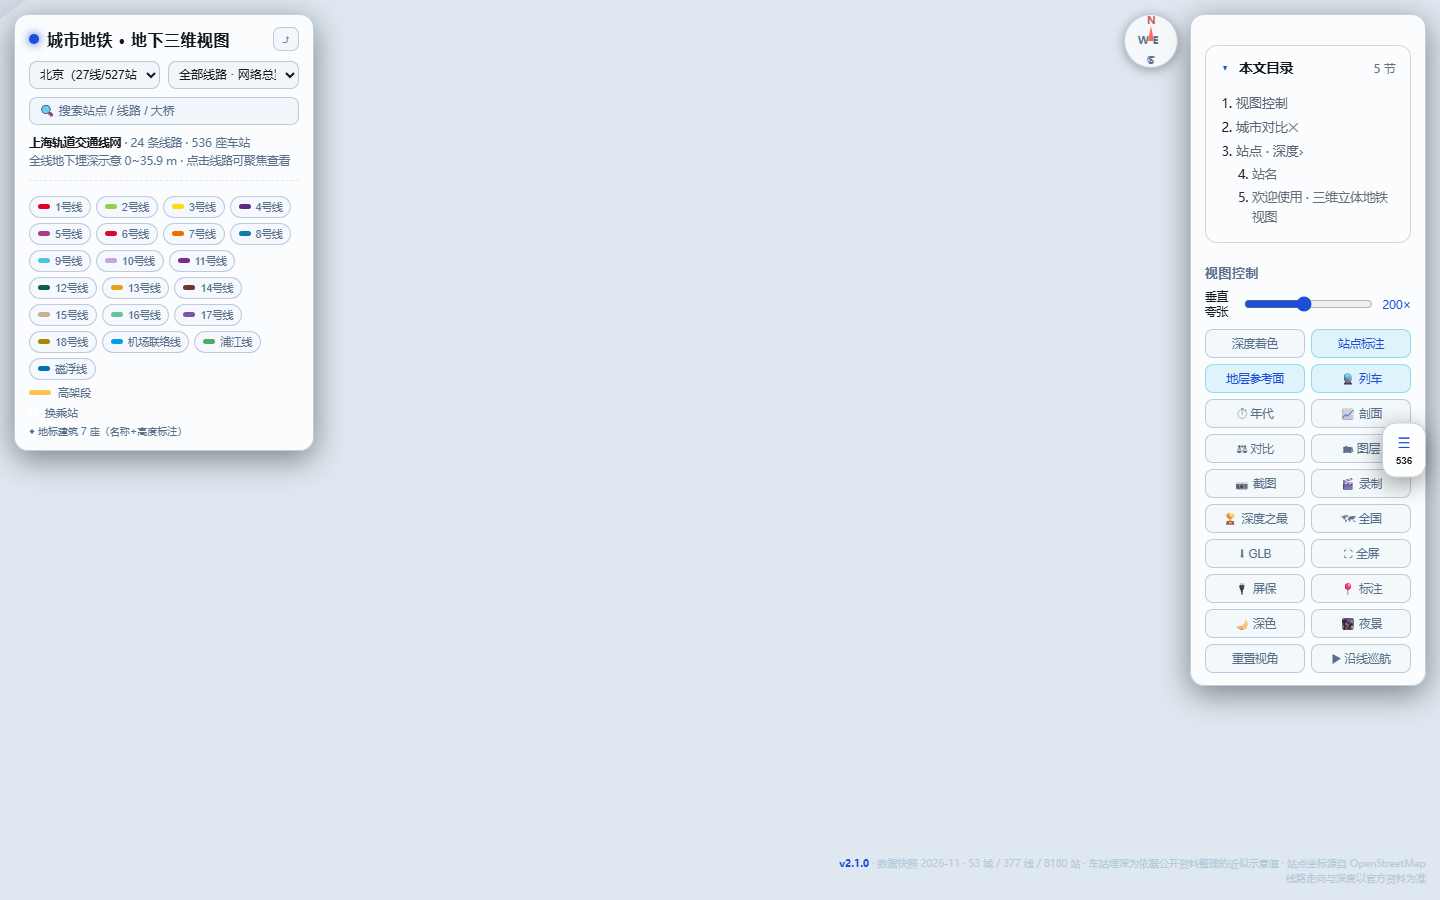 城市地铁 • 地下三维视图
北京（27线/527站
全部线路 · 网络总
搜索站点 / 线路 / 大桥
上海轨道交通线网 · 24 条线路 · 536 座车站
全线地下埋深示意 0~35.9 m · 点击线路可聚焦查看
1号线 2号线 3号线 4号线
5号线 6号线 7号线 8号线
9号线 10号线 11号线
12号线 13号线 14号线
15号线 16号线 17号线
18号线 机场联络线 浦江线
磁浮线
高架段
换乘站
✦ 地标建筑 7 座（名称+高度标注）
N
W E
S
本文目录 5 节
1. 视图控制
2. 城市对比×
3. 站点 · 深度›
4. 站名
5. 欢迎使用 · 三维立体地铁
视图
视图控制
垂直
夸张
200×
深度着色 站点标注
地层参考面 列车
年代 剖面
对比 图层
536
截图 录制
深度之最 全国
⬇ GLB 全屏
屏保 标注
深色 夜景
重置视角 ▶ 沿线巡航
v2.1.0 · 数据快照 2026-11 · 53 城 / 377 线 / 8180 站 · 车站埋深为依据公开资料整理的近似示意值 · 站点坐标源自 OpenStreetMap
线路走向与深度以官方资料为准